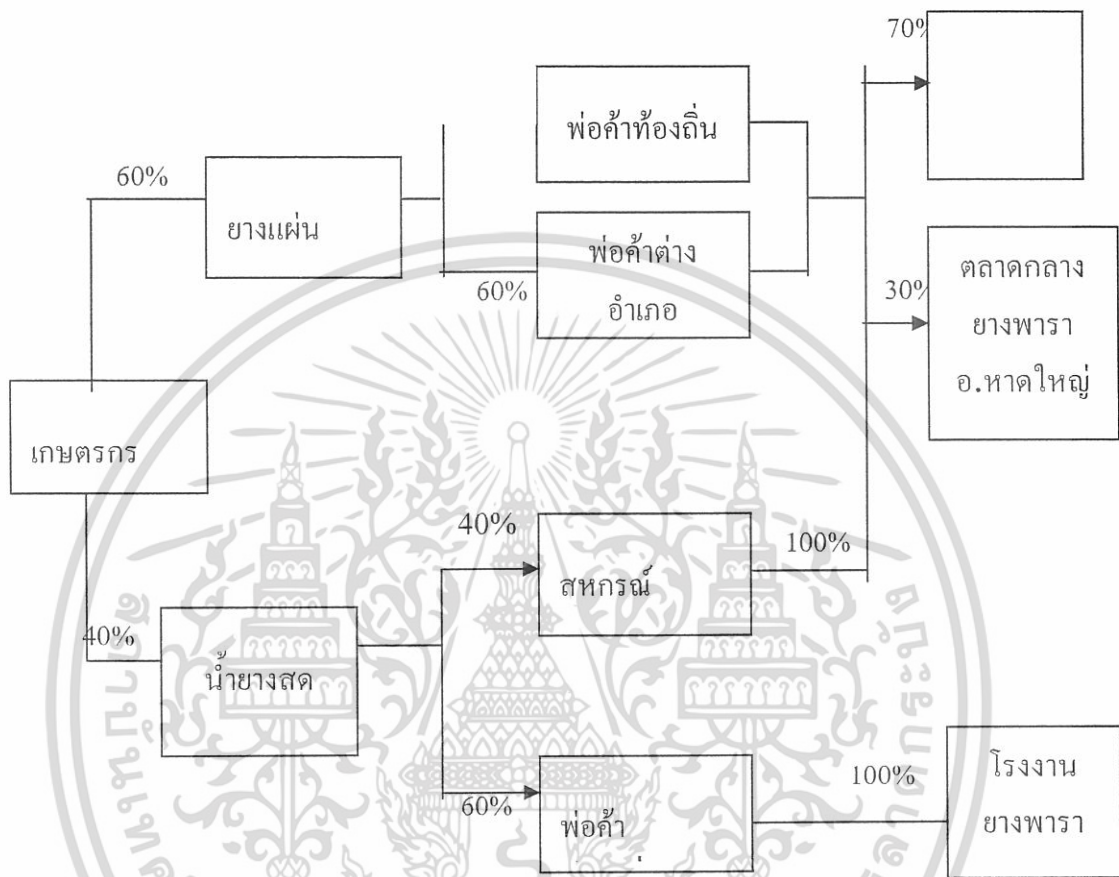 70%
พ่อค้าท้องถิ่น
60%
ยางแผ่น
พ่อค้าต่าง
อำเภอ
60%
30%
ตลาดกลาง
ยางพารา
อ.หาดใหญ่
เกษตรกร
40%
สหกรณ์
100%
40%
น้ำยางสด
60%
พ่อค้า
100%
โรงงาน
ยางพารา